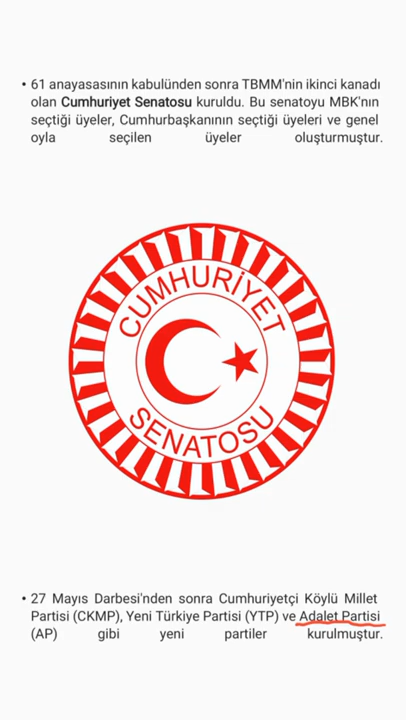 • 61 anayasasının kabulünden sonra TBMM'nin ikinci kanadı
olan Cumhuriyet Senatosu kuruldu. Bu senatoyu MBK'nın
seçtiği üyeler, Cumhurbaşkanının seçtiği üyeleri ve genel
oyla seçilen üyeler oluşturmuştur.
CUMHURİYET
SENATOSU
• 27 Mayıs Darbesi'nden sonra Cumhuriyetçi Köylü Millet
Partisi (CKMP), Yeni Türkiye Partisi (YTP) ve Adalet Partisi
(AP) gibi yeni partiler kurulmuştur.